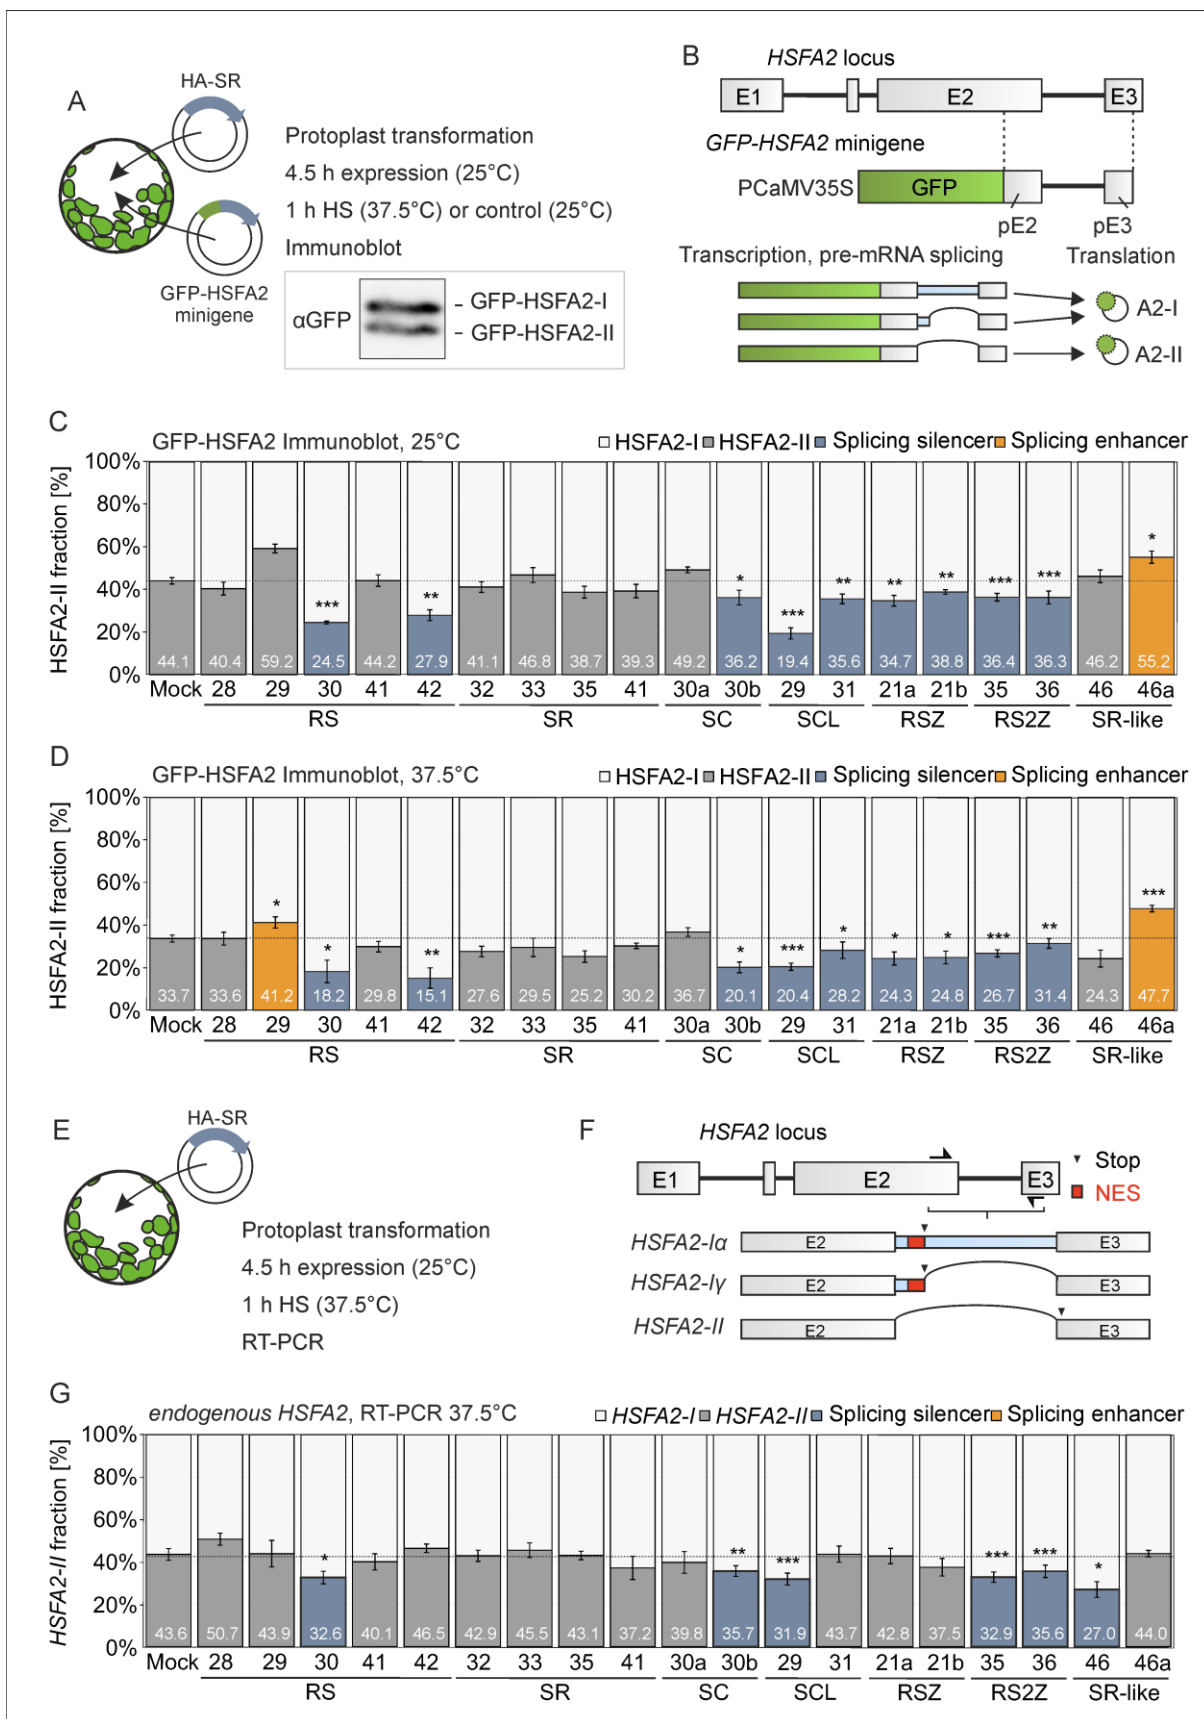 A
HA-SR
GFP-HSFA2
minigene
Protoplast transformation
4.5 h expression (25°C)
1 h HS (37.5°C) or control (25°C)
Immunoblot
αGFP
- GFP-HSFA2-I
- GFP-HSFA2-II
B
HSFA2 locus
E1 E2 E3
GFP-HSFA2 minigene
PCaMV35S GFP
pE2 pE3
Transcription, pre-mRNA splicing Translation
A2-I
A2-II
C
GFP-HSFA2 Immunoblot, 25°C
HSFA2-I HSFA2-II Splicing silencer Splicing enhancer
HSFA2-II fraction [%]
100%
80%
60%
40%
20%
0%
*** ** * *** ** ** ** *** *** *
44.1 40.4 59.2 24.5 44.2 27.9 41.1 46.8 38.7 39.3 49.2 36.2 19.4 35.6 34.7 38.8 36.4 36.3 46.2 55.2
Mock 28 29 30 41 42 32 33 35 41 30a 30b 29 31 21a 21b 35 36 46 46a
RS SR SC SCL RSZ RS2Z SR-like
D
GFP-HSFA2 Immunoblot, 37.5°C
HSFA2-I HSFA2-II Splicing silencer Splicing enhancer
HSFA2-II fraction [%]
100%
80%
60%
40%
20%
0%
* * ** * *** * * * *** ** ***
33.7 33.6 41.2 18.2 29.8 15.1 27.6 29.5 25.2 30.2 36.7 20.1 20.4 28.2 24.3 24.8 26.7 31.4 24.3 47.7
Mock 28 29 30 41 42 32 33 35 41 30a 30b 29 31 21a 21b 35 36 46 46a
RS SR SC SCL RSZ RS2Z SR-like
E
HA-SR
Protoplast transformation
4.5 h expression (25°C)
1 h HS (37.5°C)
RT-PCR
F
HSFA2 locus
E1 E2 E3
Stop
NES
HSFA2-Iα E2 E3
HSFA2-Iγ E2 E3
HSFA2-II E2 E3
G
endogenous HSFA2, RT-PCR 37.5°C
HSFA2-I HSFA2-II Splicing silencer Splicing enhancer
HSFA2-II fraction [%]
100%
80%
60%
40%
20%
0%
* ** *** *** *** *
43.6 50.7 43.9 32.6 40.1 46.5 42.9 45.5 43.1 37.2 39.8 35.7 31.9 43.7 42.8 37.5 32.9 35.6 27.0 44.0
Mock 28 29 30 41 42 32 33 35 41 30a 30b 29 31 21a 21b 35 36 46 46a
RS SR SC SCL RSZ RS2Z SR-like